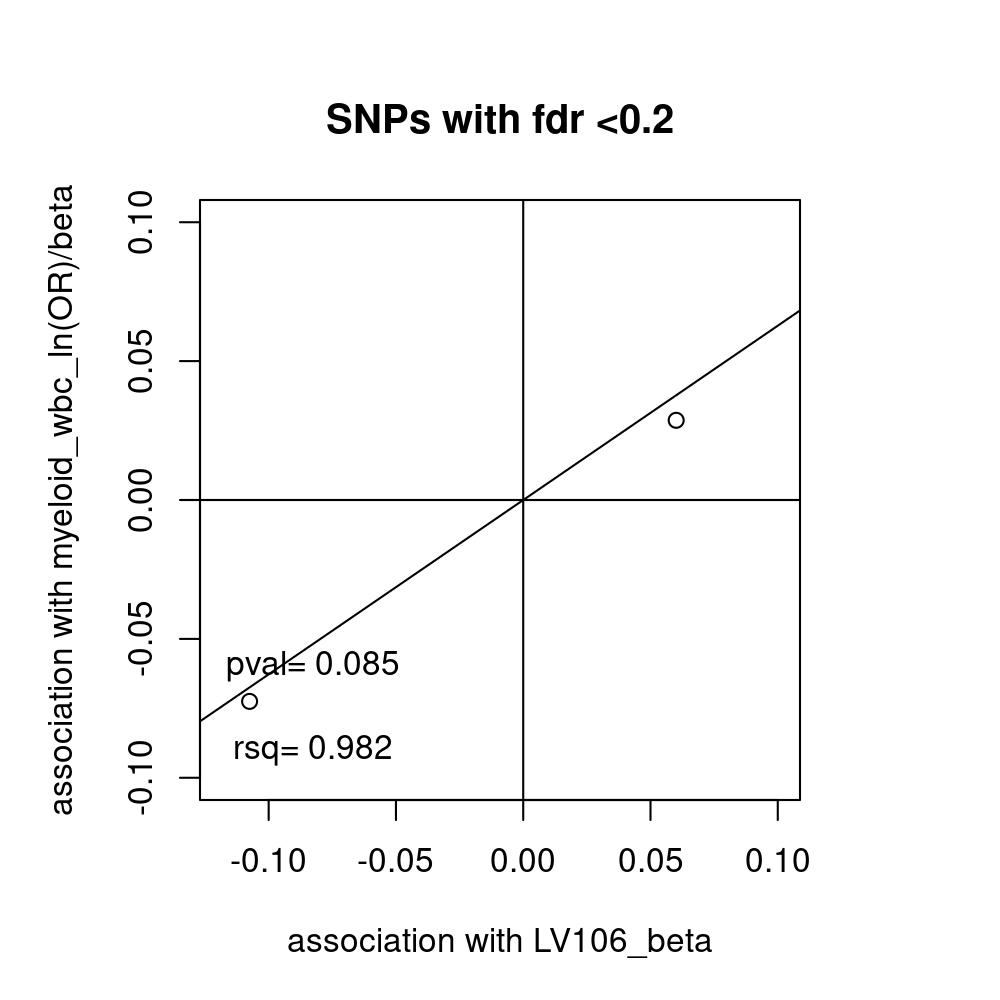 SNPs with fdr <0.2
association with myeloid_wbc_ln(OR)/beta
0.10
0.05
0.00
-0.05
-0.10
pval= 0.085
rsq= 0.982
-0.10 -0.05 0.00 0.05 0.10
association with LV106_beta